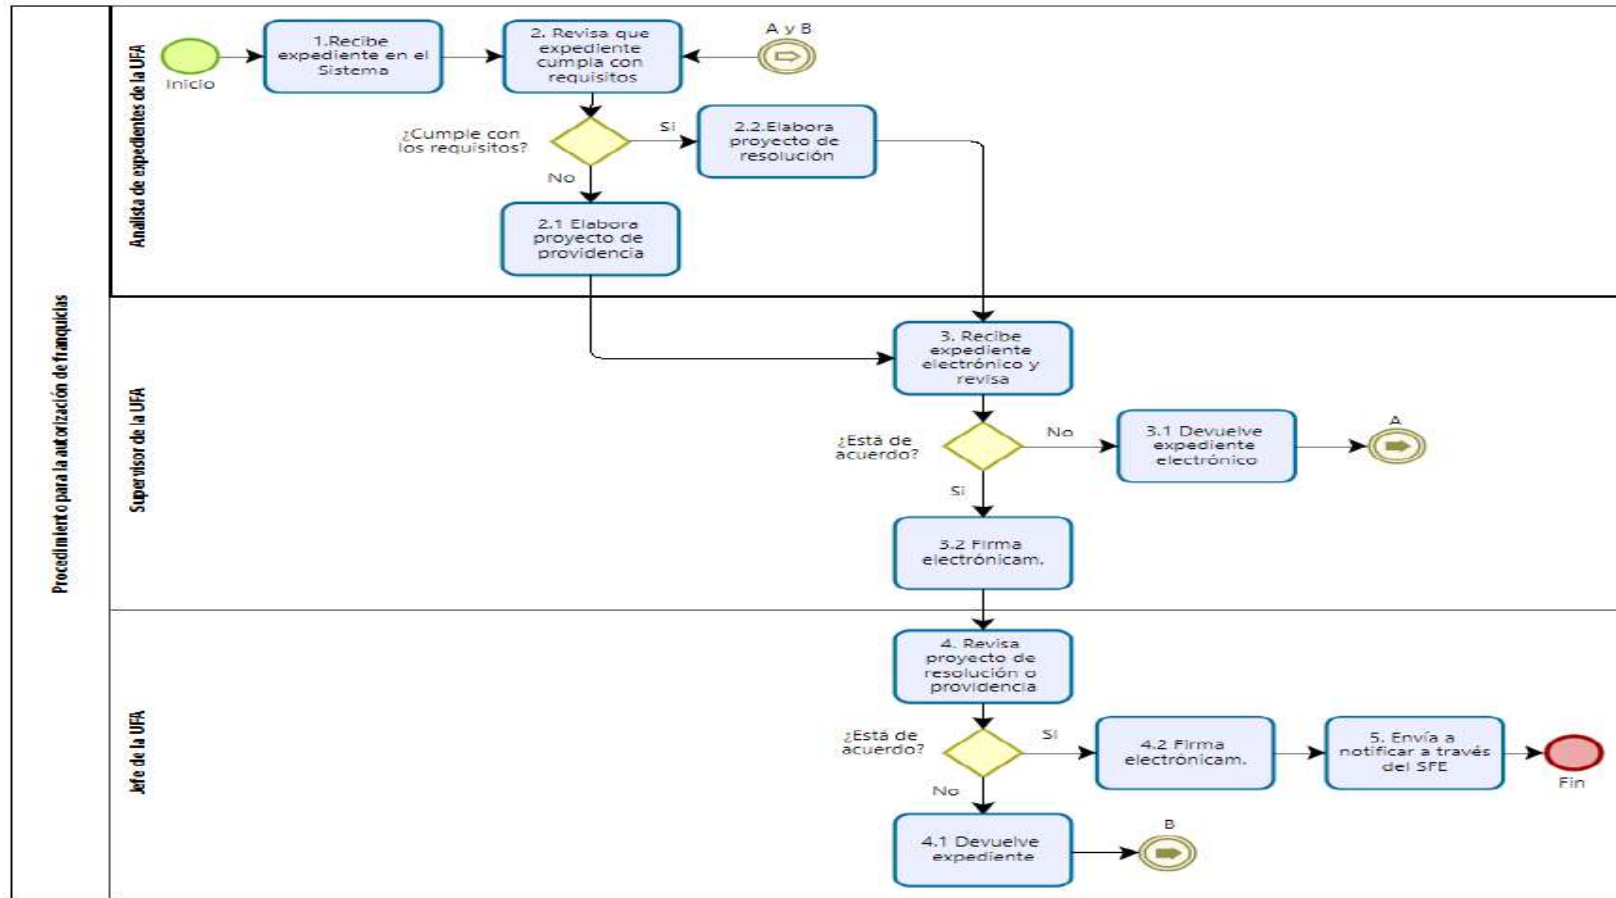 Procedimiento para la autorización de franquicias
Analista de expedientes de la UFA
Inicio
1.Recibe
expediente en el
Sistema
2. Revisa que
expediente
cumpla con
requisitos
A y B
¿Cumple con
los requisitos?
Si
2.2.Elabora
proyecto de
resolución
No
2.1 Elabora
proyecto de
providencia
Supervisor de la UFA
3. Recibe
expediente
electrónico y
revisa
¿Está de
acuerdo?
No
3.1 Devuelve
expediente
electrónico
A
Si
3.2 Firma
electrónicam.
Jefe de la UFA
4. Revisa
proyecto de
resolución o
providencia
¿Está de
acuerdo?
Si
4.2 Firma
electrónicam.
5. Envía a
notificar a través
del SFE
Fin
No
4.1 Devuelve
expediente
B